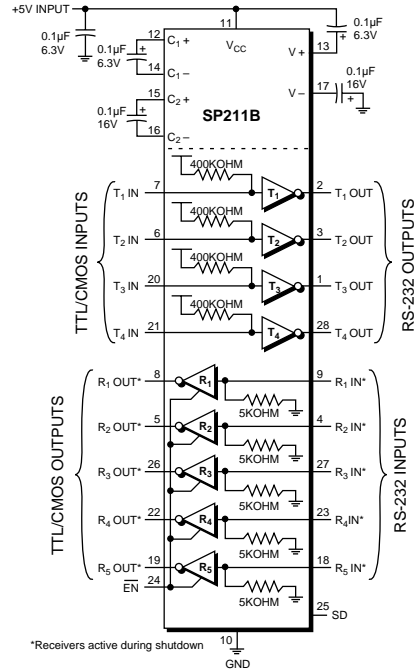 +5V INPUT
11
VCC
0.1µF
6.3V
12
C1+
0.1µF
6.3V
14
C1−
15
C2+
0.1µF
16V
16
C2−
V+
13
0.1µF
6.3V
V−
17
0.1µF
16V
SP211B
TTL/CMOS INPUTS
RS-232 OUTPUTS
400KOHM
T1 IN 7 T1 2 T1 OUT
400KOHM
T2 IN 6 T2 3 T2 OUT
400KOHM
T3 IN 20 T3 1 T3 OUT
400KOHM
T4 IN 21 T4 28 T4 OUT
TTL/CMOS OUTPUTS
RS-232 INPUTS
R1 OUT* 8 R1 9 R1 IN*
5KOHM
R2 OUT* 5 R2 4 R2 IN*
5KOHM
R3 OUT* 26 R3 27 R3 IN*
5KOHM
R4 OUT* 22 R4 23 R4IN*
5KOHM
R5 OUT* 19 R5 18 R5 IN*
5KOHM
EN 24
25 SD
*Receivers active during shutdown
10
GND